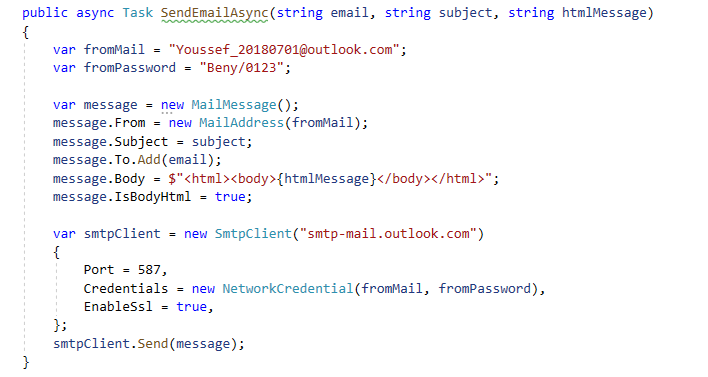 public async Task SendEmailAsync(string email, string subject, string htmlMessage)
{
var fromMail = "Youssef_20180701@outlook.com";
var fromPassword = "Beny/0123";
var message = new MailMessage();
message.From = new MailAddress(fromMail);
message.Subject = subject;
message.To.Add(email);
message.Body = $"<html><body>{htmlMessage}</body></html>";
message.IsBodyHtml = true;
var smtpClient = new SmtpClient("smtp-mail.outlook.com")
{
Port = 587,
Credentials = new NetworkCredential(fromMail, fromPassword),
EnableSsl = true,
};
smtpClient.Send(message);
}